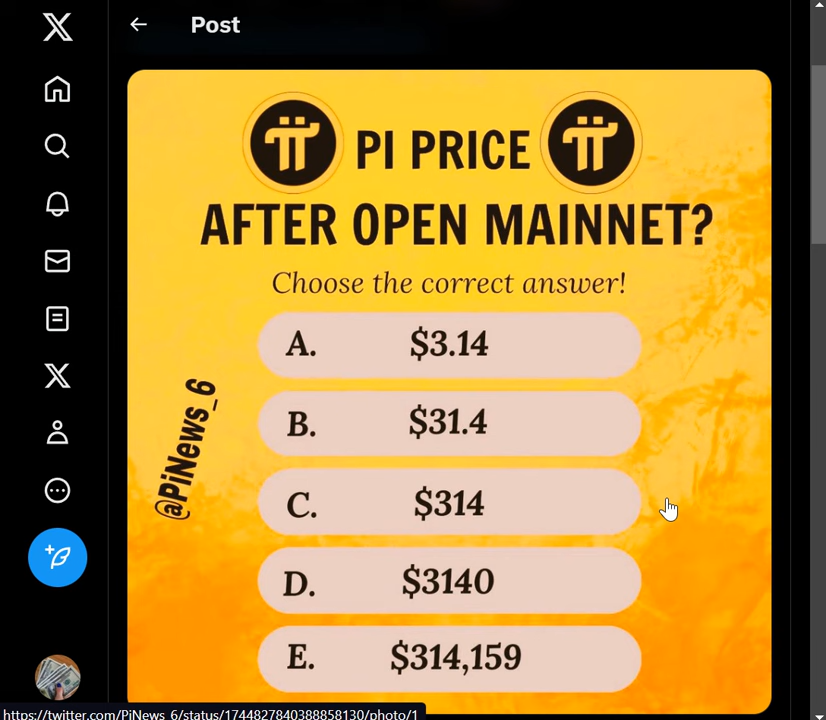 Post
PI PRICE
AFTER OPEN MAINNET?
Choose the correct answer!
A. $3.14
B. $31.4
C. $314
D. $3140
E. $314,159
@PiNews_6
https://twitter.com/PiNews_6/status/1744827840388858130/photo/1